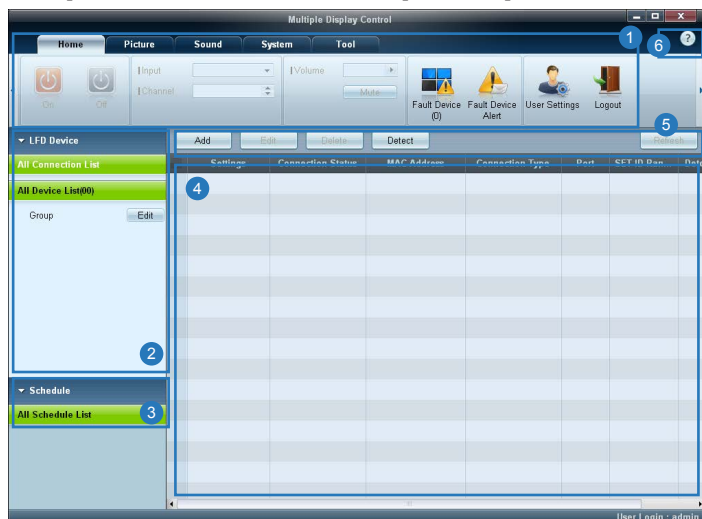 Multiple Display Control
Home Picture Sound System Tool
1 6 ?
Input Volume
On Off Channel Mute
Fault Device (0) Fault Device Alert User Settings Logout
5
LFD Device Add Edit Delete Detect Refresh
All Connection List Settings Connection Status MAC Address Connection Type Port SET ID Ran Dete
All Device List(00) 4
Group Edit
2
Schedule
All Schedule List 3
User Login : admin